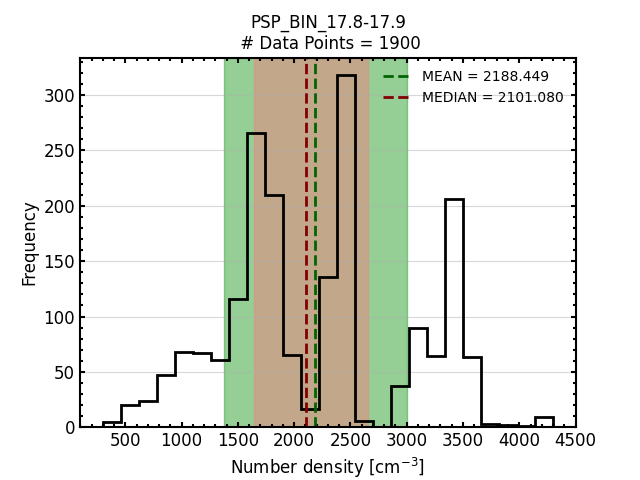 PSP_BIN_17.8-17.9
# Data Points = 1900
MEAN = 2188.449
MEDIAN = 2101.080
Frequency
300
250
200
150
100
50
0
500 1000 1500 2000 2500 3000 3500 4000 4500
Number density [cm⁻³]